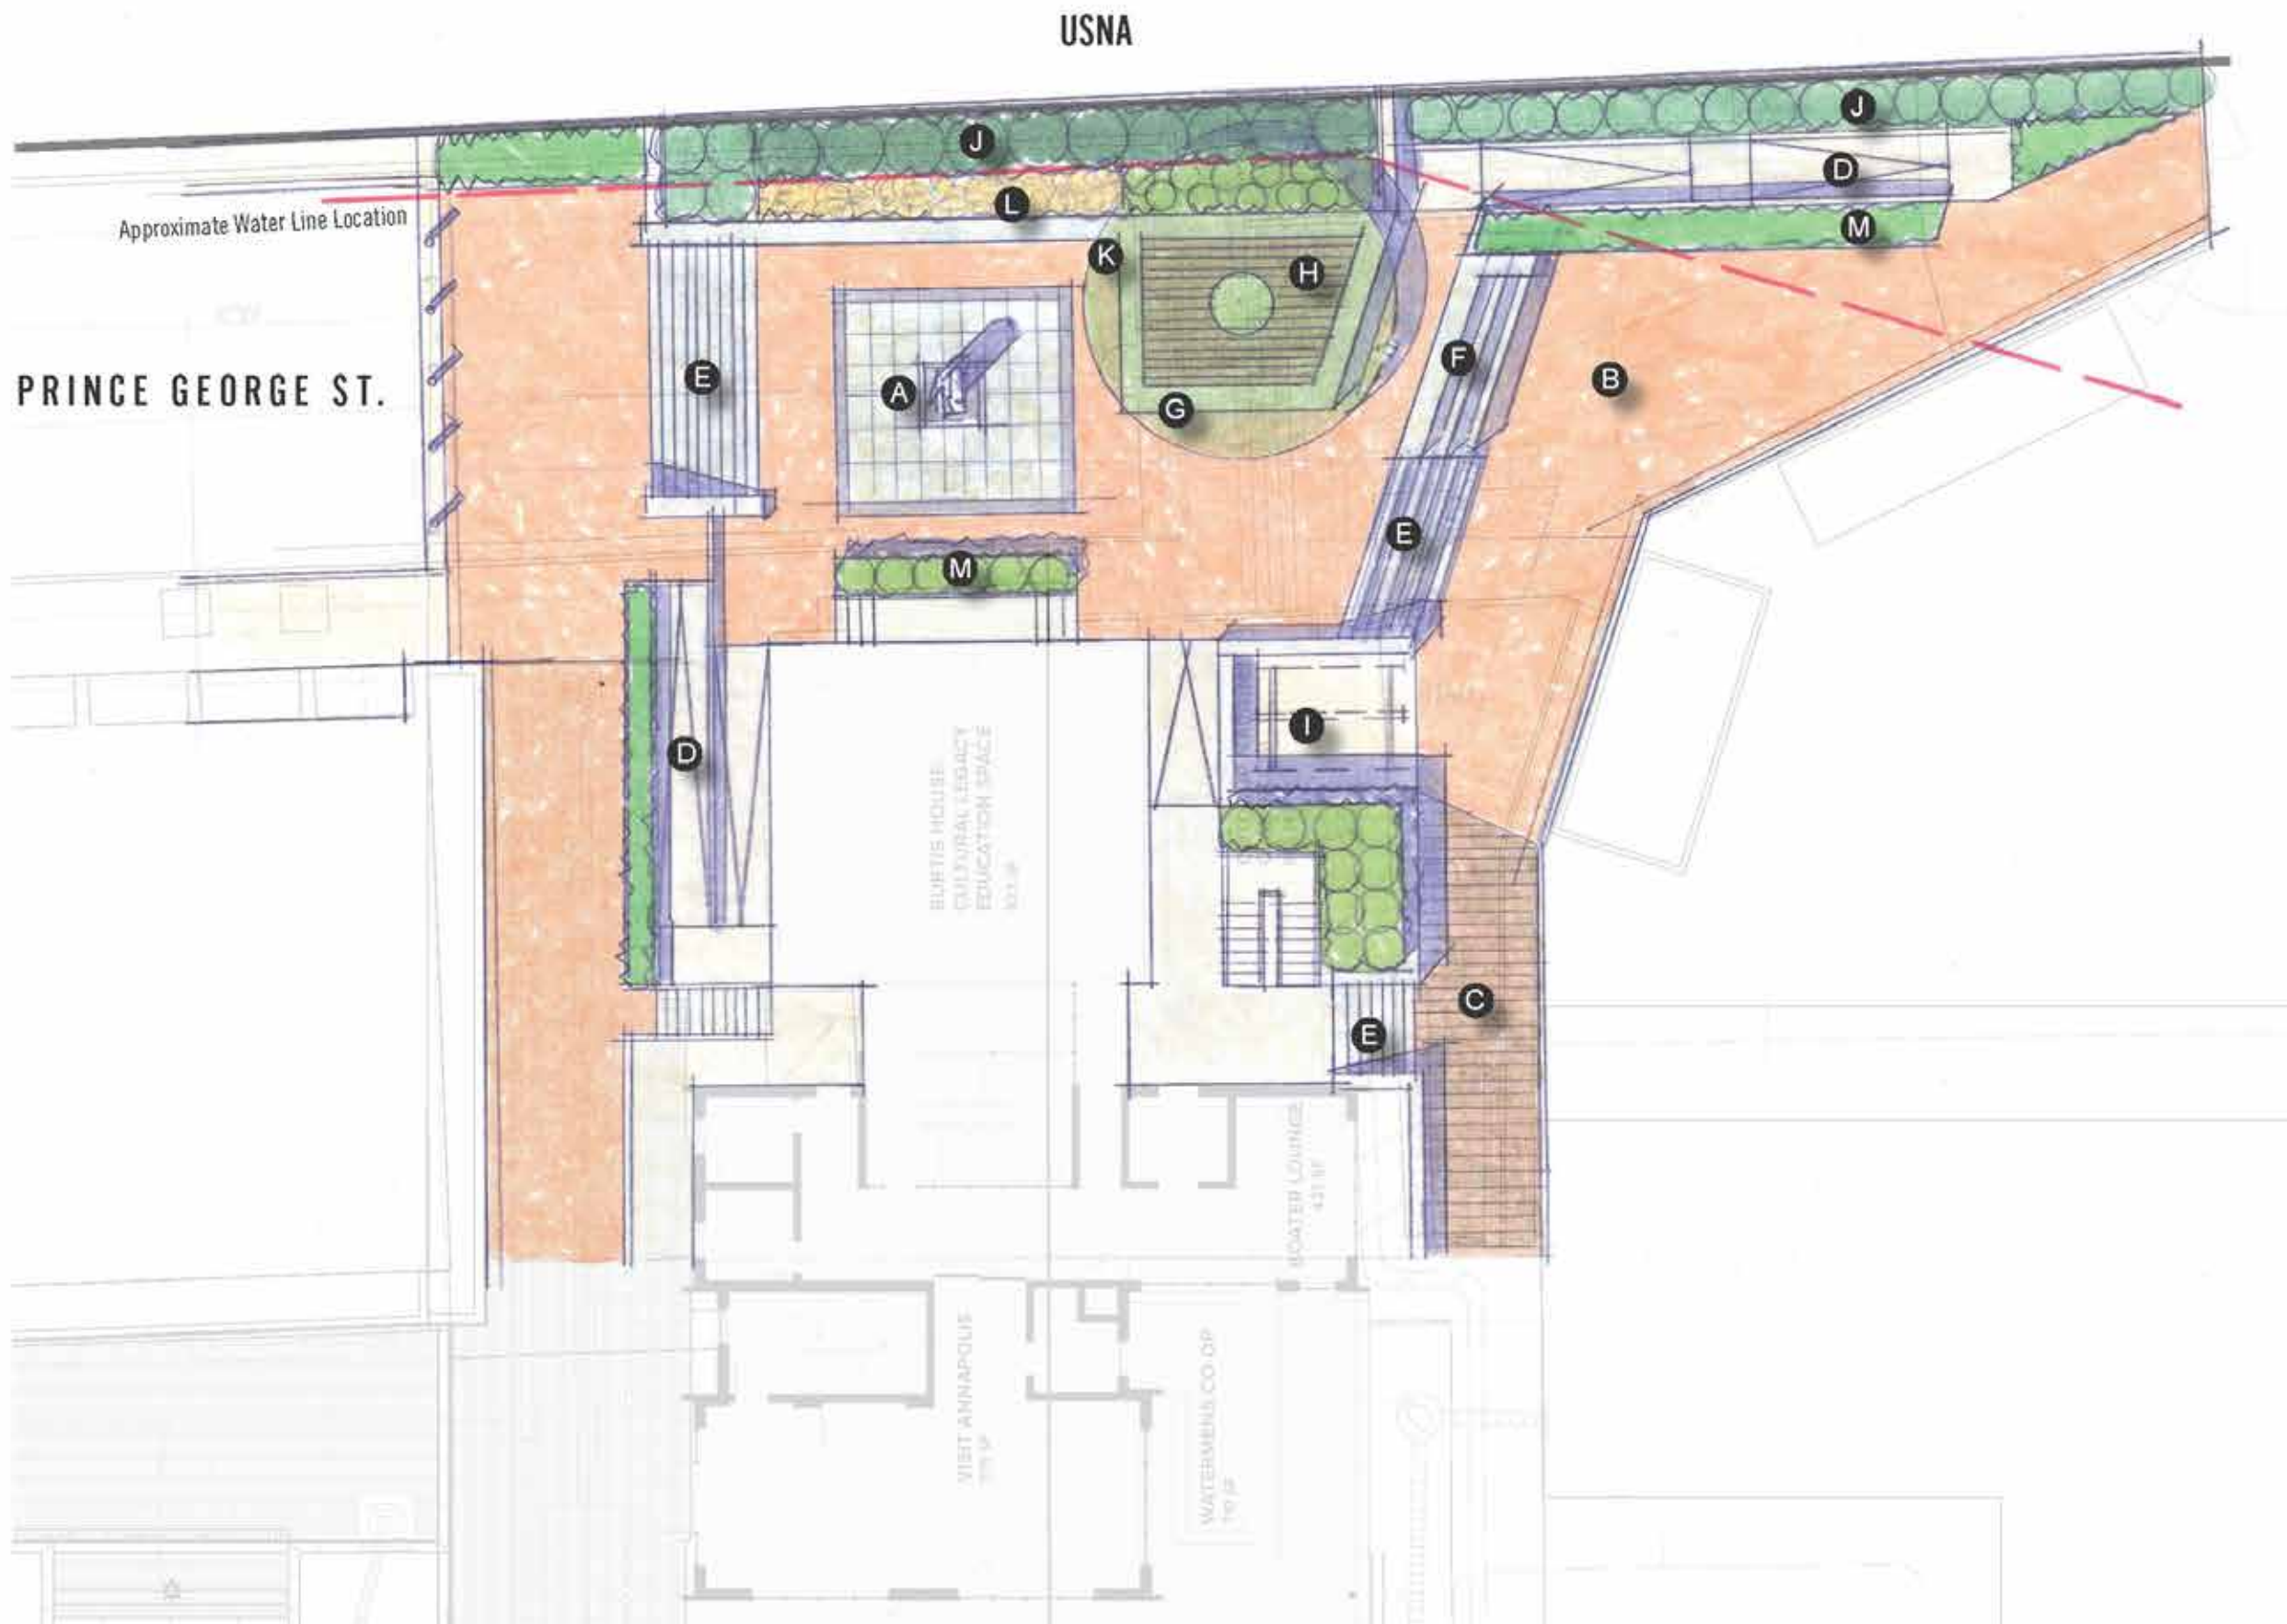 USNA
J
J
D
L
M
Approximate Water Line Location
K
H
PRINCE GEORGE ST.
E
A
G
F
B
E
M
I
D
BURTIS HOUSE
CULTURAL LEGACY
EDUCATION SPACE
C
E
BOATER LOUNGE
VISIT ANNAPOLIS
WATERMENS CO-OP